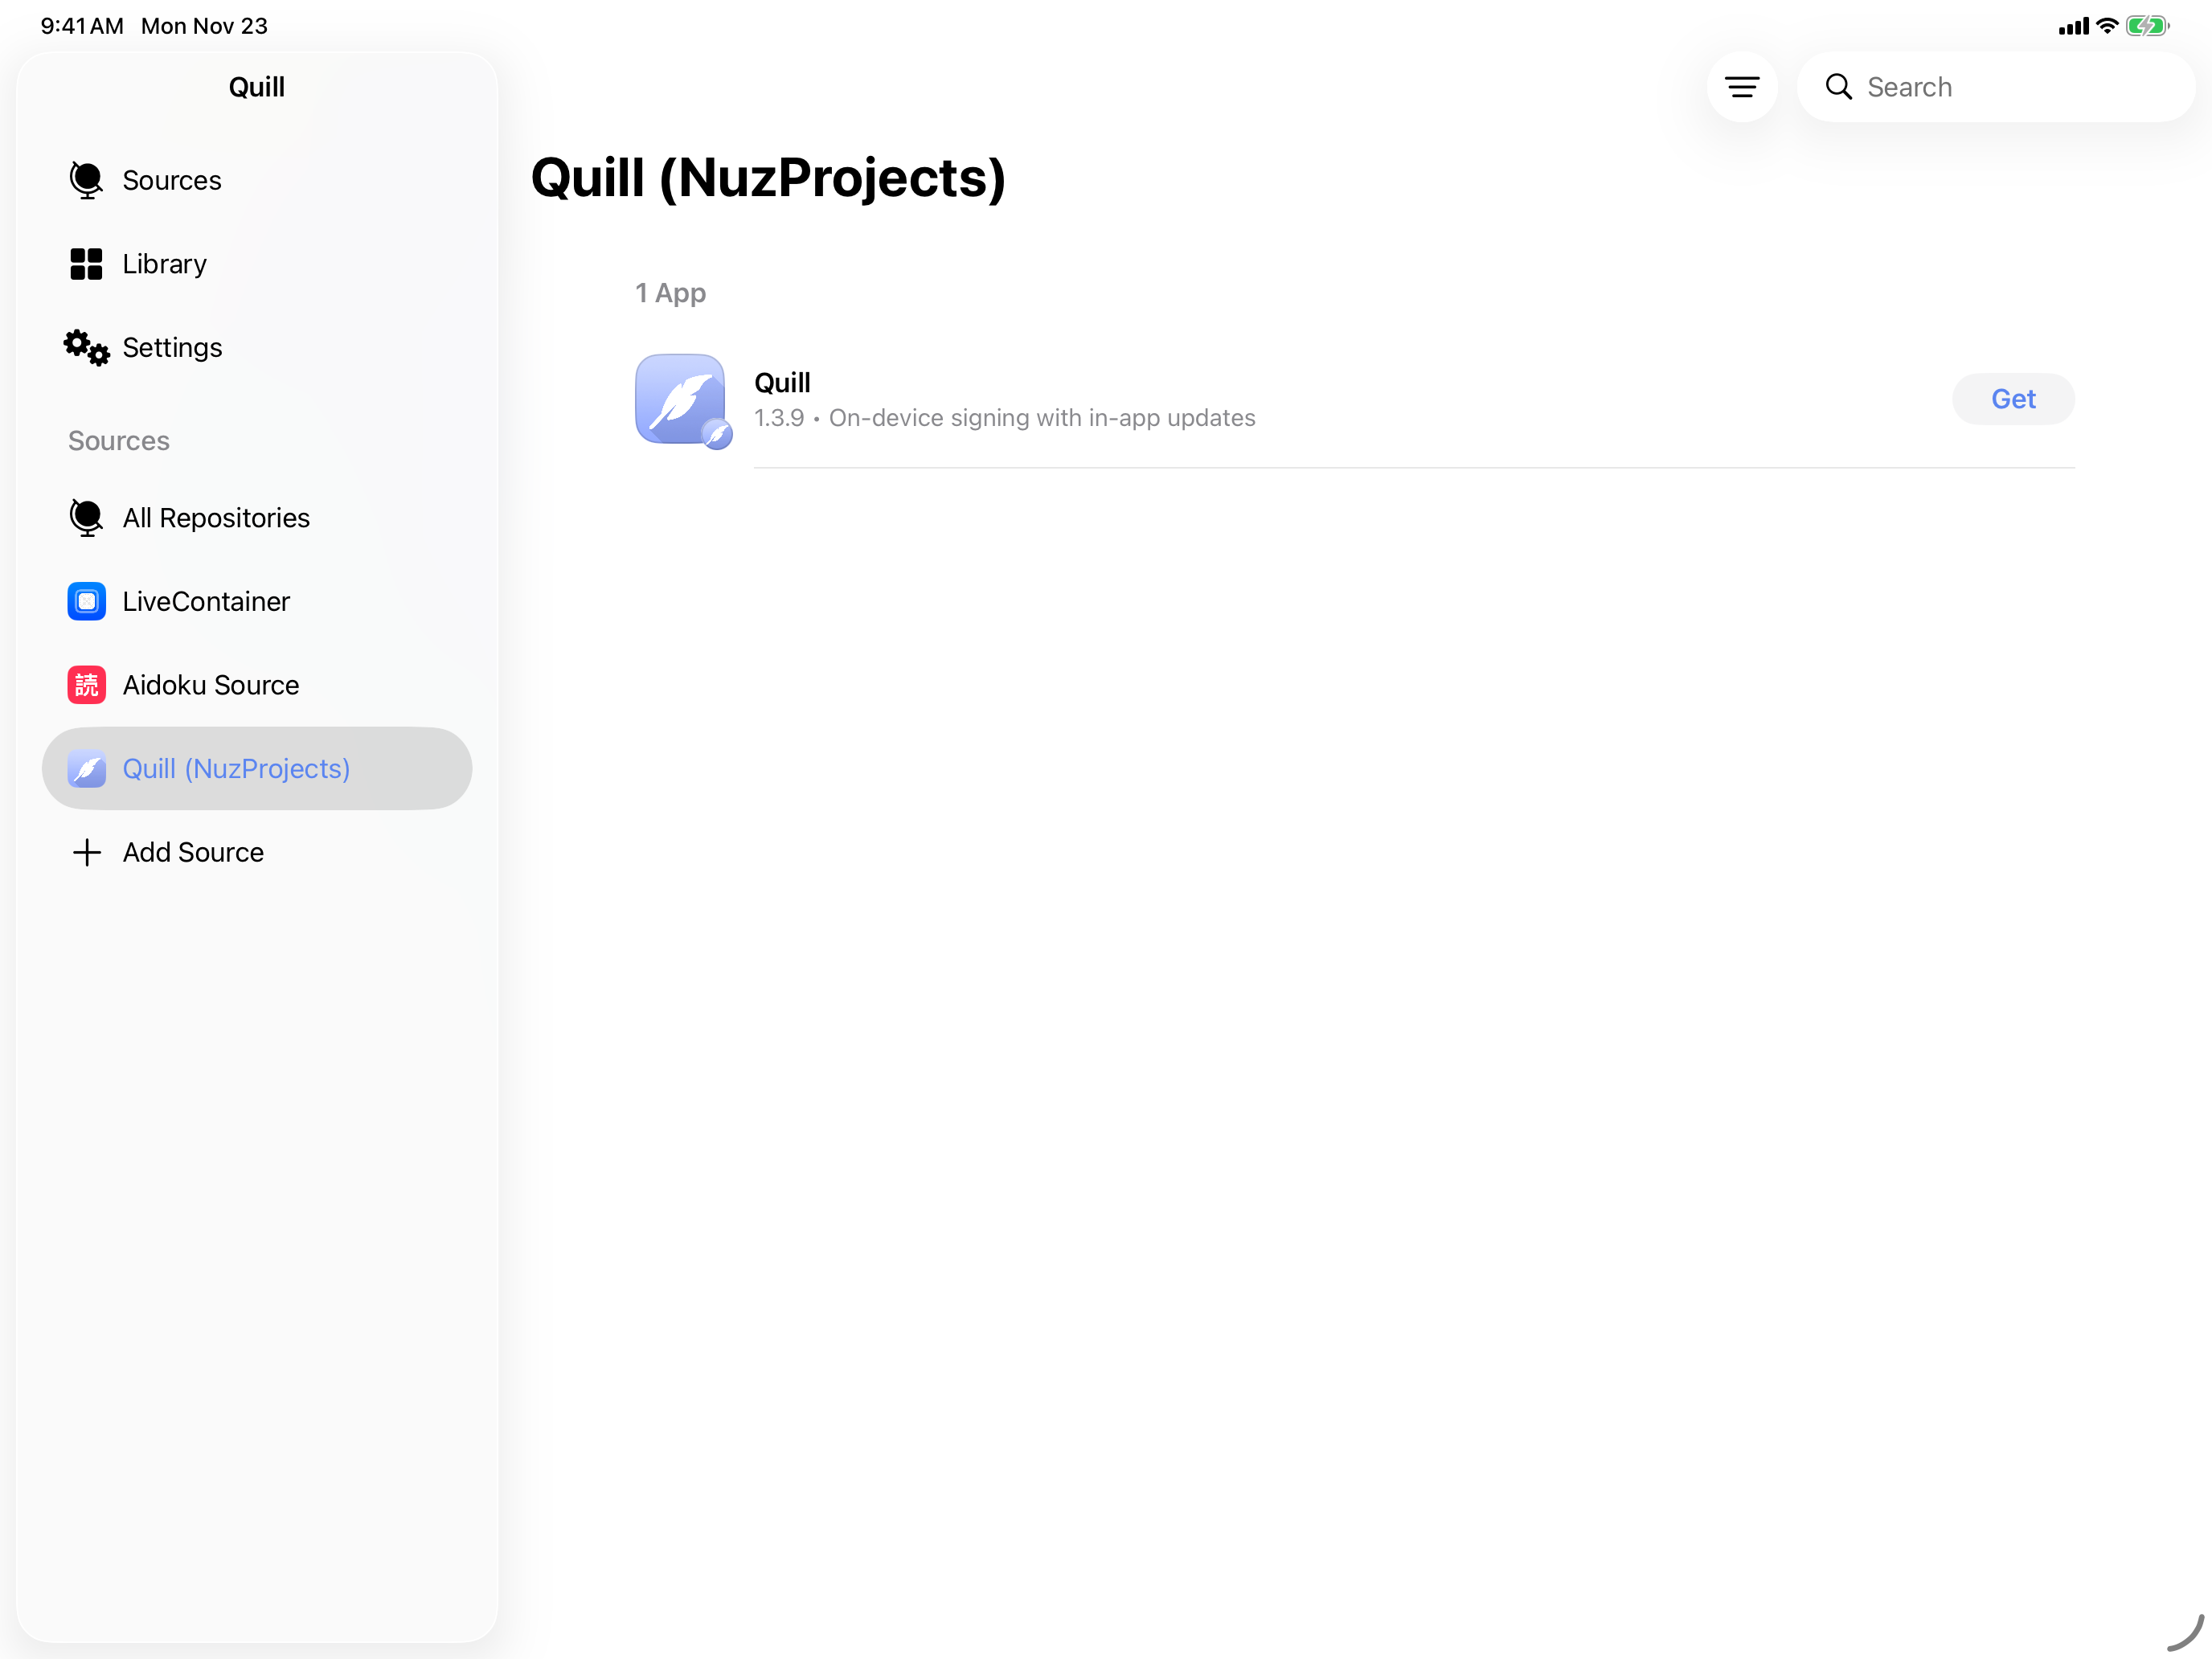 9:41 AM Mon Nov 23
Quill
Search
Sources
Library
Settings
Sources
All Repositories
LiveContainer
読 Aidoku Source
Quill (NuzProjects)
Add Source
Quill (NuzProjects)
1 App
Quill
1.3.9 • On-device signing with in-app updates
Get